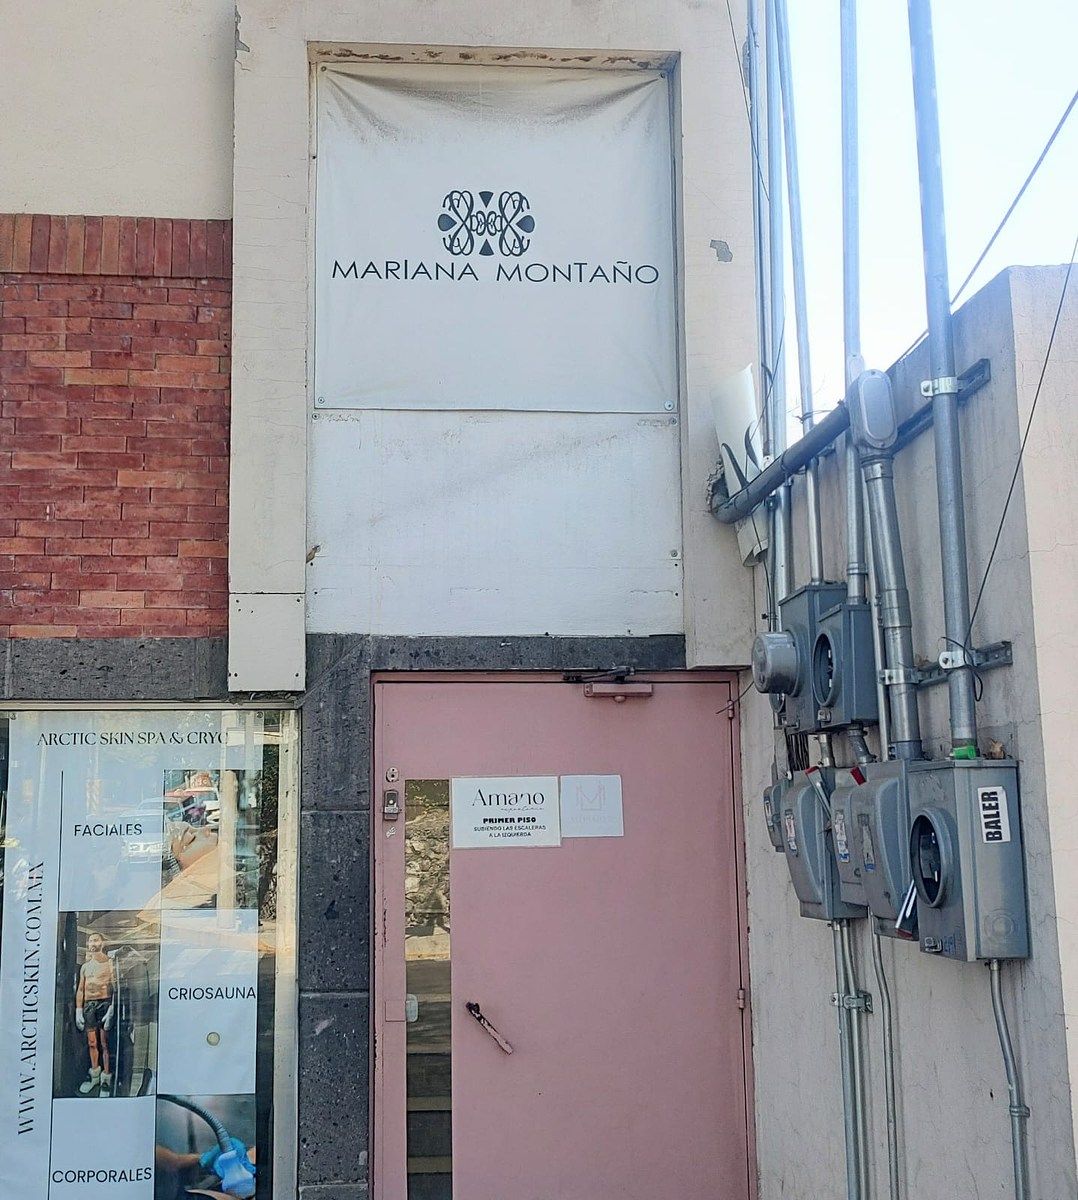 MARIANA MONTAÑO
ARCTIC SKIN SPA & CRYO
FACIALES
WWW.ARCTICSKIN.COM.MX
CRIOSAUNA
CORPORALES
Amano
PRIMER PISO
SUBIENDO LAS ESCALERAS
A LA IZQUIERDA
BALER